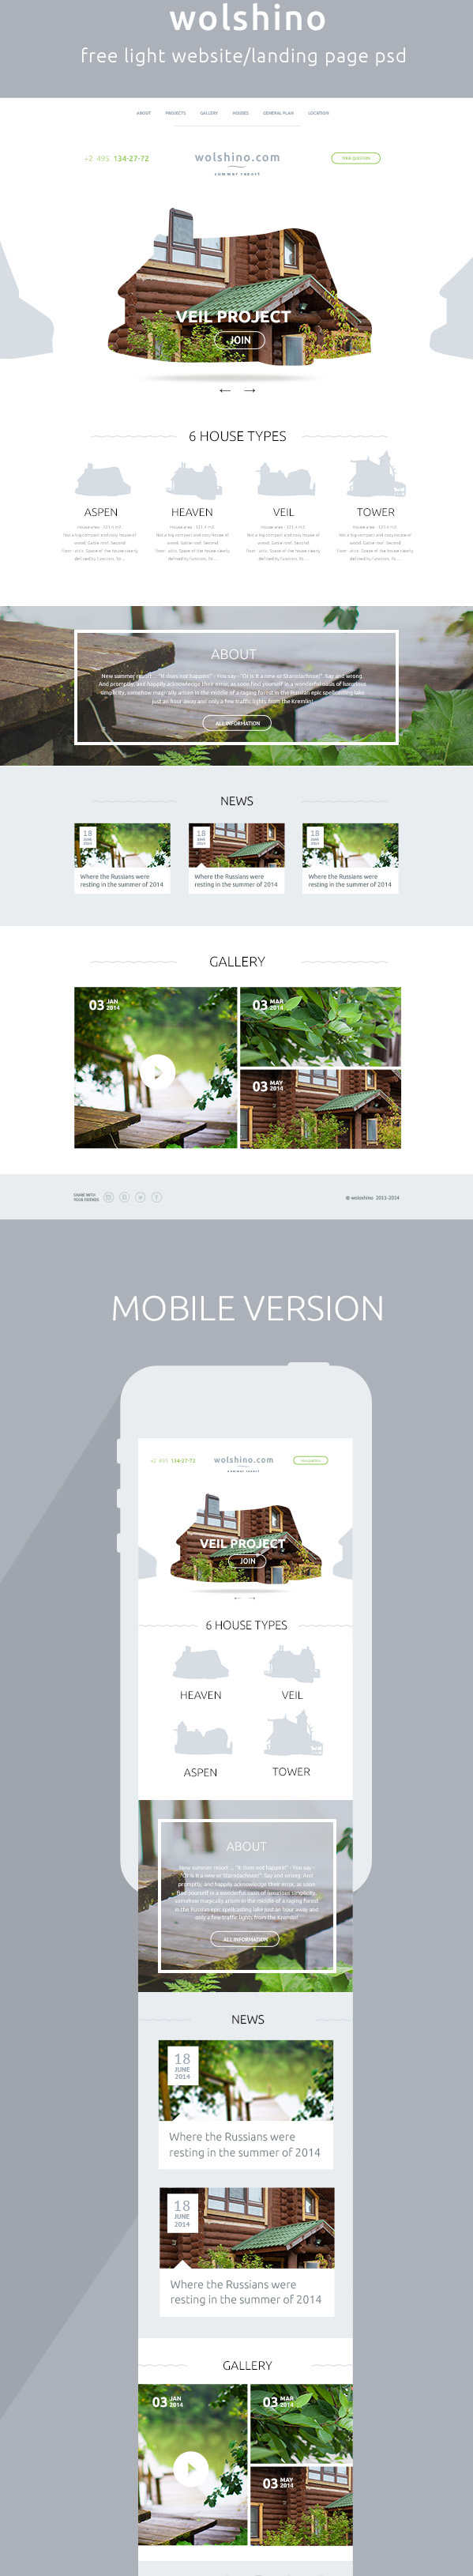 wolshino
free light website/landing page psd
ABOUT PROJECTS GALLERY HOUSES GENERAL PLAN LOCATION
+2 495 134-27-72
wolshino.com
summer resort
VEIL PROJECT
JOIN
← →
6 HOUSE TYPES
ASPEN HEAVEN VEIL TOWER
ABOUT
New summer resort ... "It does not happen!" - You say - "Or is it a new or Staraslachnoe!". Say and wrong.
And promptly, and happily acknowledge their error, as soon find yourself in a wonderful oasis of luxurious
simplicity, somehow magically arisen in the middle of a raging forest in the Russian epic spellcasting lake
just an hour away and only a few traffic lights from the Kremlin!
ALL INFORMATION
NEWS
18 JUNE 2014
Where the Russians were
resting in the summer of 2014
18 JUNE 2014
Where the Russians were
resting in the summer of 2014
18 JUNE 2014
Where the Russians were
resting in the summer of 2014
GALLERY
03 JAN 2014
03 MAR 2014
03 MAY 2014
SHARE WITH
YOUR FRIENDS
© woloshino 2011-2014
MOBILE VERSION
+2 495 134-27-72
wolshino.com
summer resort
VEIL PROJECT
JOIN
← →
6 HOUSE TYPES
HEAVEN VEIL
ASPEN TOWER
ABOUT
New summer resort ... "It does not happen!" - You say -
"Or is it a new or Staraslachnoe!". Say and wrong. And
promptly, and happily acknowledge their error, as soon
find yourself in a wonderful oasis of luxurious simplicity,
somehow magically arisen in the middle of a raging forest
in the Russian epic spellcasting lake just an hour away and
only a few traffic lights from the Kremlin!
ALL INFORMATION
NEWS
18
JUNE
2014
Where the Russians were
resting in the summer of 2014
18
JUNE
2014
Where the Russians were
resting in the summer of 2014
GALLERY
03 JAN 2014
03 MAR 2014
03 MAY 2014